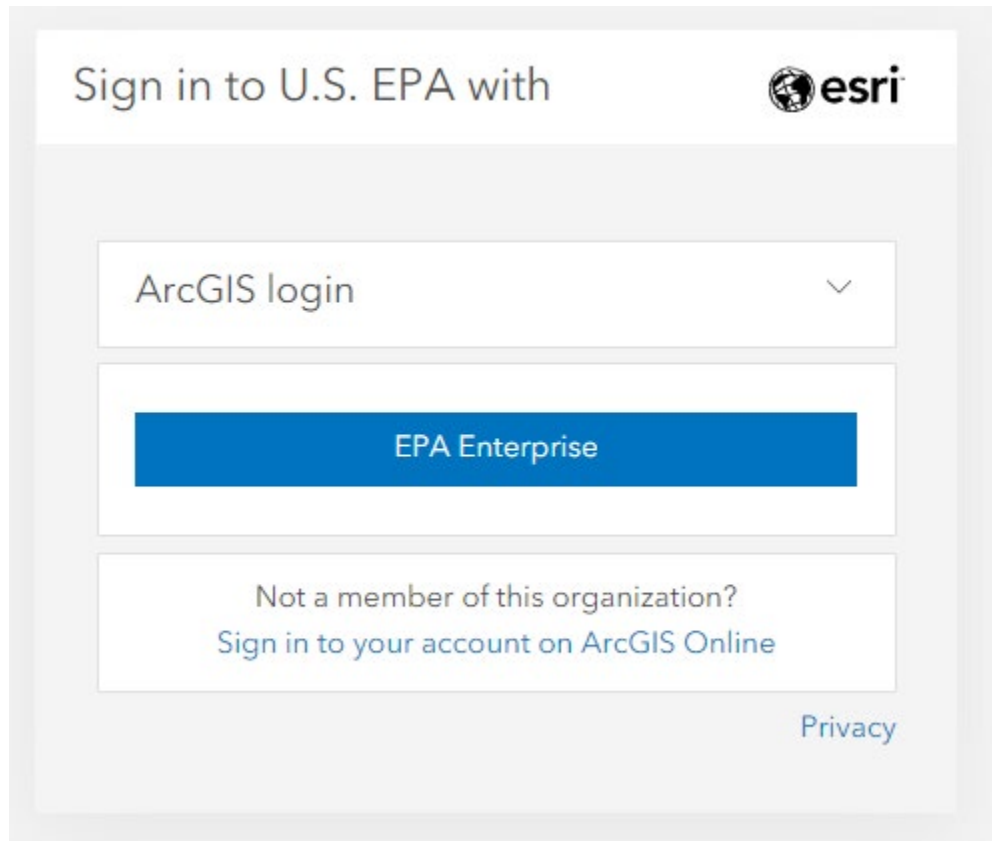 Sign in to U.S. EPA with
esri
ArcGIS login
EPA Enterprise
Not a member of this organization?
Sign in to your account on ArcGIS Online
Privacy